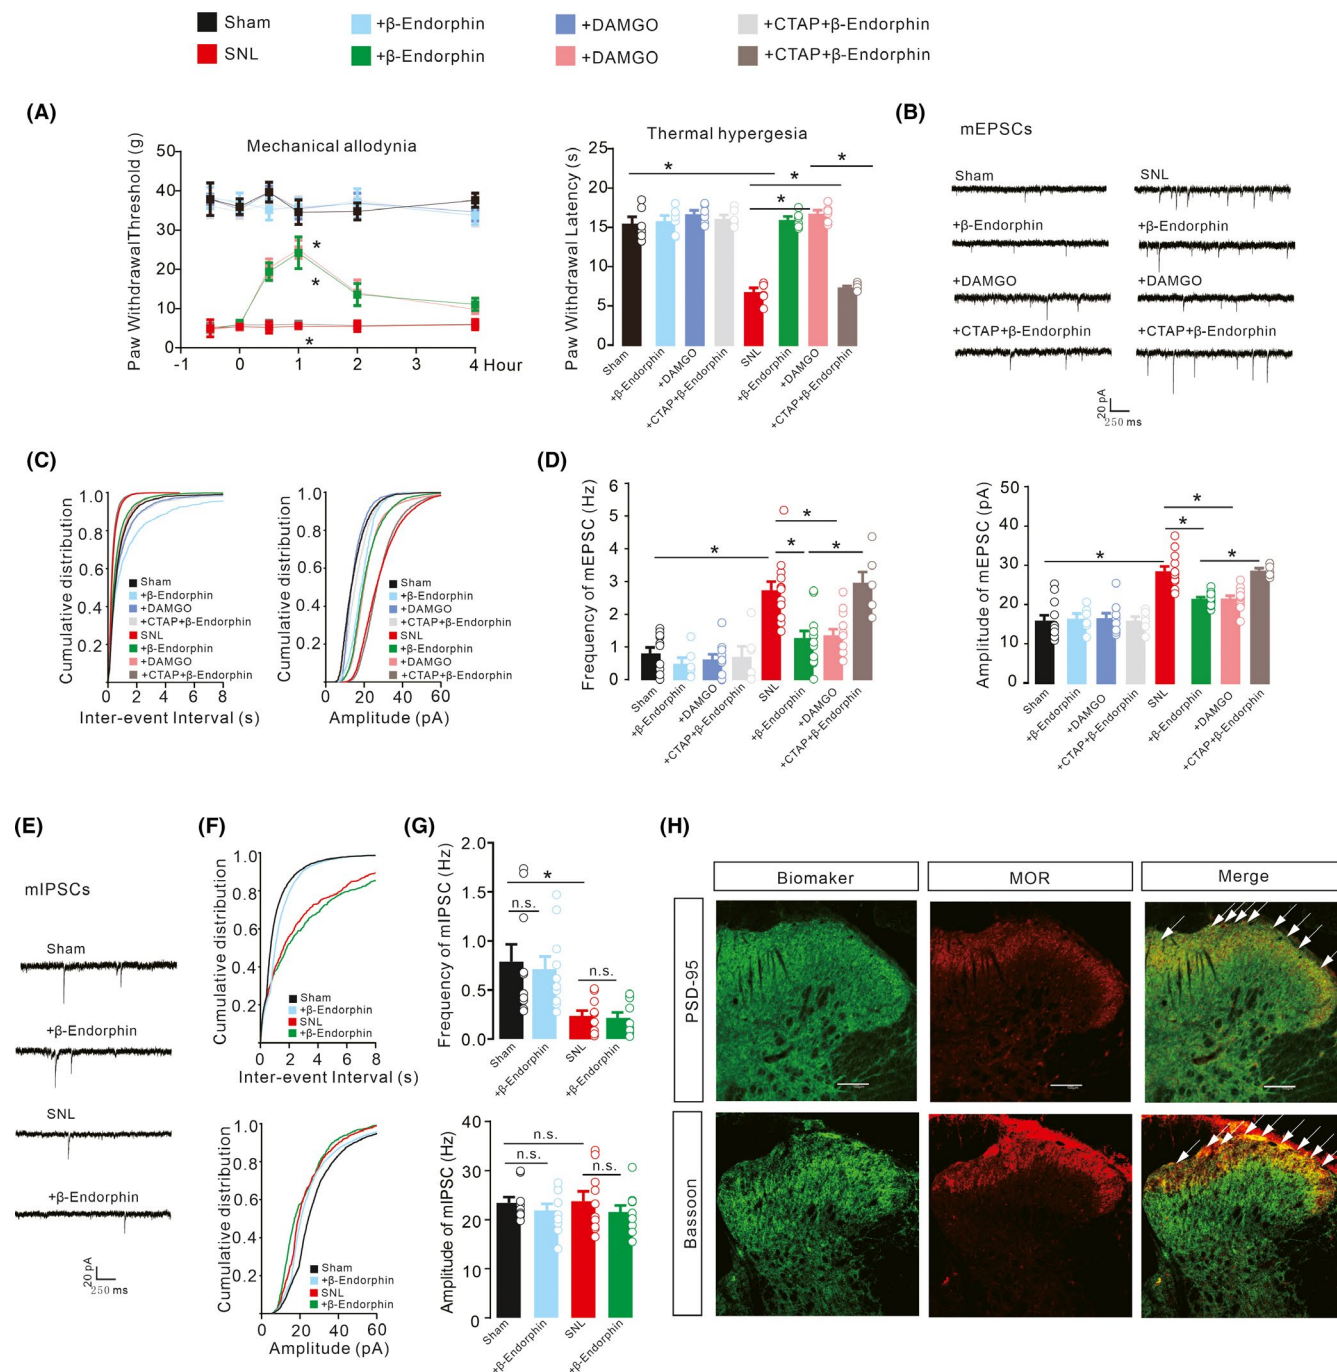 Sham +β-Endorphin +DAMGO +CTAP+β-Endorphin
SNL +β-Endorphin +DAMGO +CTAP+β-Endorphin
(A)
Mechanical allodynia
Paw WithdrawalThreshold (g)
50
40
30
20
10
0
-1 0 1 2 4 Hour
*
*
*
Thermal hypergesia
Paw Withdrawal Latency (s)
25
20
15
10
5
0
* * * *
Sham
+β-Endorphin
+DAMGO
+CTAP+β-Endorphin
SNL
+β-Endorphin
+DAMGO
+CTAP+β-Endorphin
(B)
mEPSCs
Sham SNL
+β-Endorphin +β-Endorphin
+DAMGO +DAMGO
+CTAP+β-Endorphin +CTAP+β-Endorphin
20 pA
250 ms
(C)
Cumulative distribution
1.0
0.8
0.6
0.4
0.2
0 2 4 6 8
Inter-event Interval (s)
Sham
+β-Endorphin
+DAMGO
+CTAP+β-Endorphin
SNL
+β-Endorphin
+DAMGO
+CTAP+β-Endorphin
Cumulative distribution
1.0
0.8
0.6
0.4
0.2
0 20 40 60
Amplitude (pA)
Sham
+β-Endorphin
+DAMGO
+CTAP+β-Endorphin
SNL
+β-Endorphin
+DAMGO
+CTAP+β-Endorphin
(D)
Frequency of mEPSC (Hz)
6
5
4
3
2
1
0
* * * *
Sham
+β-Endorphin
+DAMGO
+CTAP+β-Endorphin
SNL
+β-Endorphin
+DAMGO
+CTAP+β-Endorphin
Amplitude of mEPSC (pA)
50
40
30
20
10
0
* * * *
Sham
+β-Endorphin
+DAMGO
+CTAP+β-Endorphin
SNL
+β-Endorphin
+DAMGO
+CTAP+β-Endorphin
(E)
mIPSCs
Sham
+β-Endorphin
SNL
+β-Endorphin
20 pA
250 ms
(F)
Cumulative distribution
1.0
0.8
0.6
0.4
0.2
0 2 4 6 8
Inter-event Interval (s)
Sham
+β-Endorphin
SNL
+β-Endorphin
Cumulative distribution
1.0
0.8
0.6
0.4
0.2
0 20 40 60
Amplitude (pA)
Sham
+β-Endorphin
SNL
+β-Endorphin
(G)
Frequency of mIPSC (Hz)
2.0
1.5
1.0
0.5
0.0
*
n.s.
n.s.
Sham
+β-Endorphin
SNL
+β-Endorphin
Amplitude of mIPSC (Hz)
40
30
20
10
0
n.s.
n.s.
n.s.
Sham
+β-Endorphin
SNL
+β-Endorphin
(H)
Biomaker MOR Merge
PSD-95
Bassoon